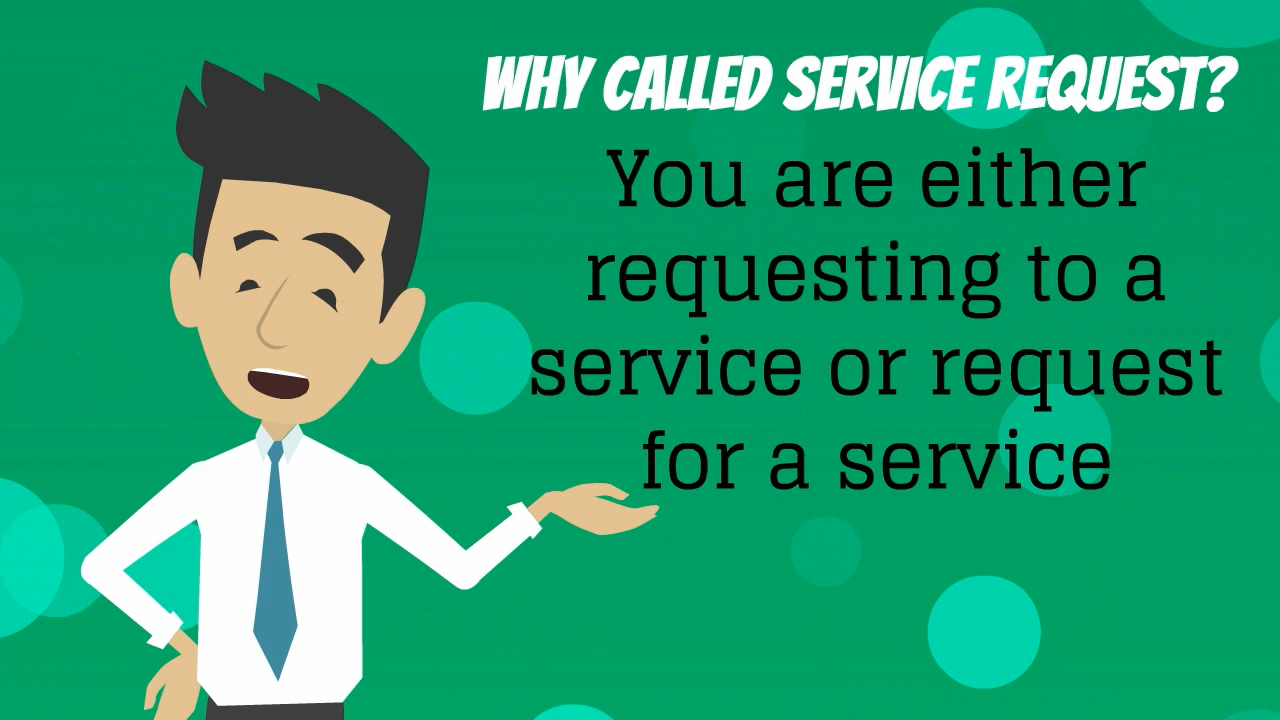 WHY CALLED SERVICE REQUEST?
You are either
requesting to a
service or request
for a service